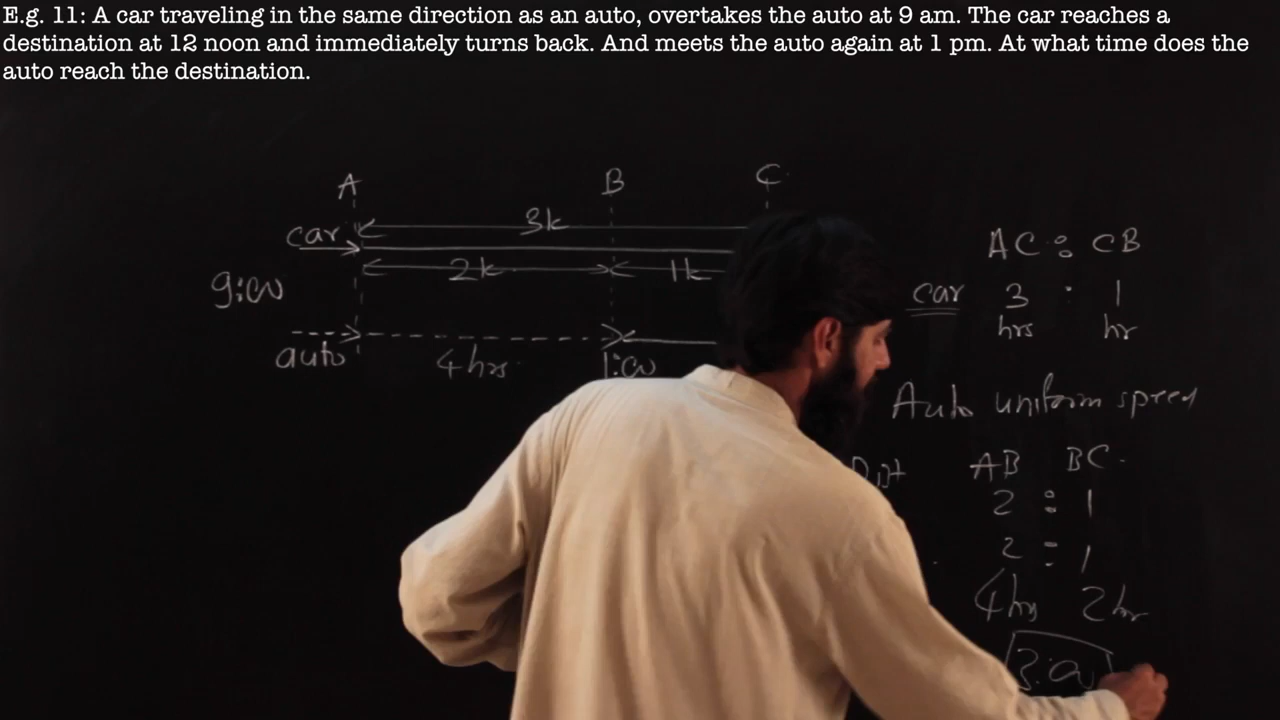 E.g. 11: A car traveling in the same direction as an auto, overtakes the auto at 9 am. The car reaches a
destination at 12 noon and immediately turns back. And meets the auto again at 1 pm. At what time does the
auto reach the destination.
A B C
3k
car
2k 1k
9:00
auto 4 hrs 1:00
AC : CB
car 3 : 1
hrs hr
Auto uniform speed
AB BC
2 : 1
2 : 1
4 hrs 2 hr
3:00